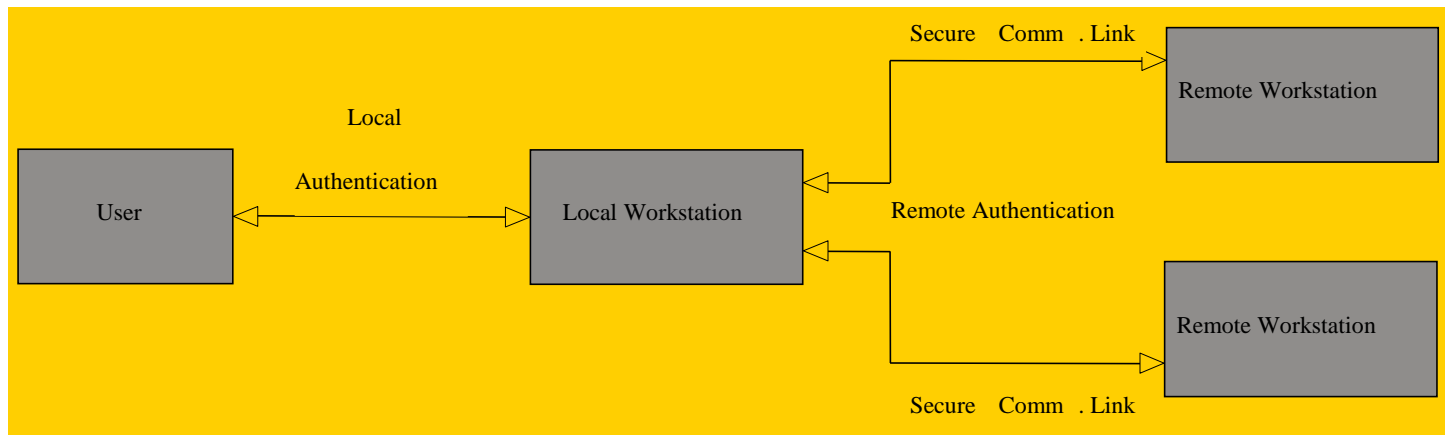 Secure Comm . Link
Remote Workstation
Local
Authentication
User
Local Workstation
Remote Authentication
Remote Workstation
Secure Comm . Link